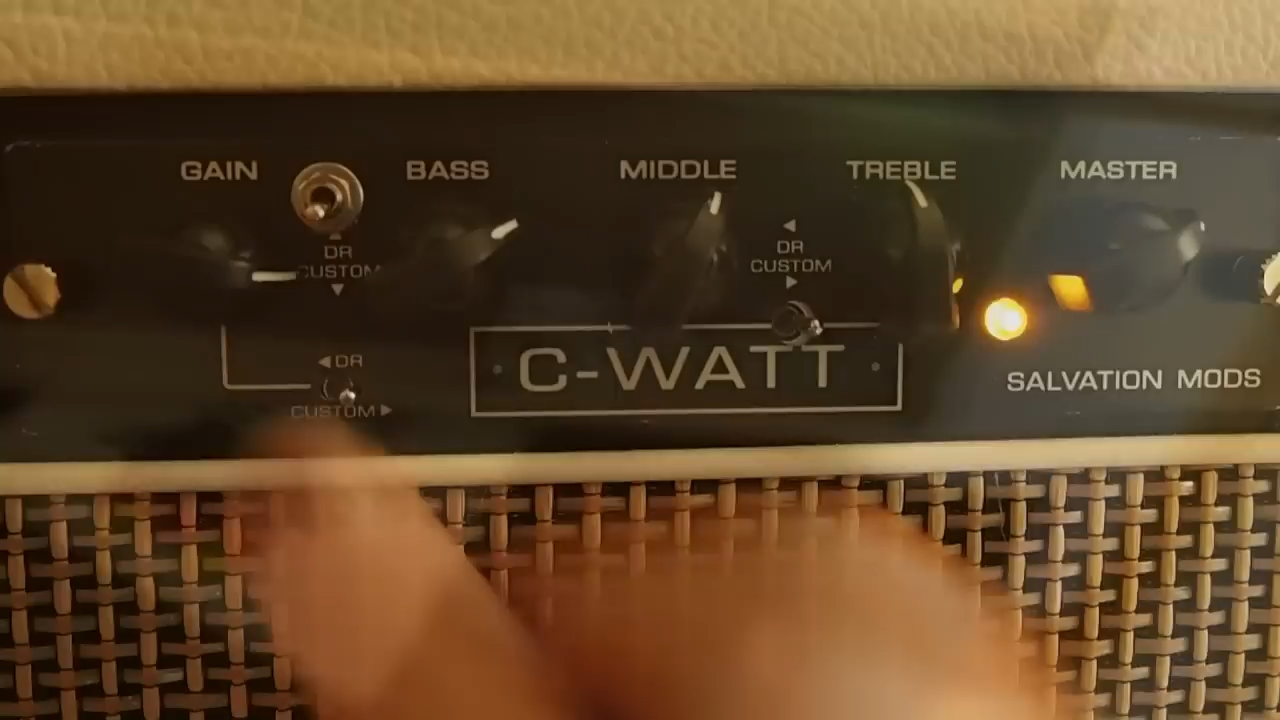 GAIN
BASS
MIDDLE
TREBLE
MASTER
◀
DR
CUSTOM
▶
▲
DR
CUSTOM
▼
◀ DR
CUSTOM ▶
· C-WATT ·
SALVATION MODS